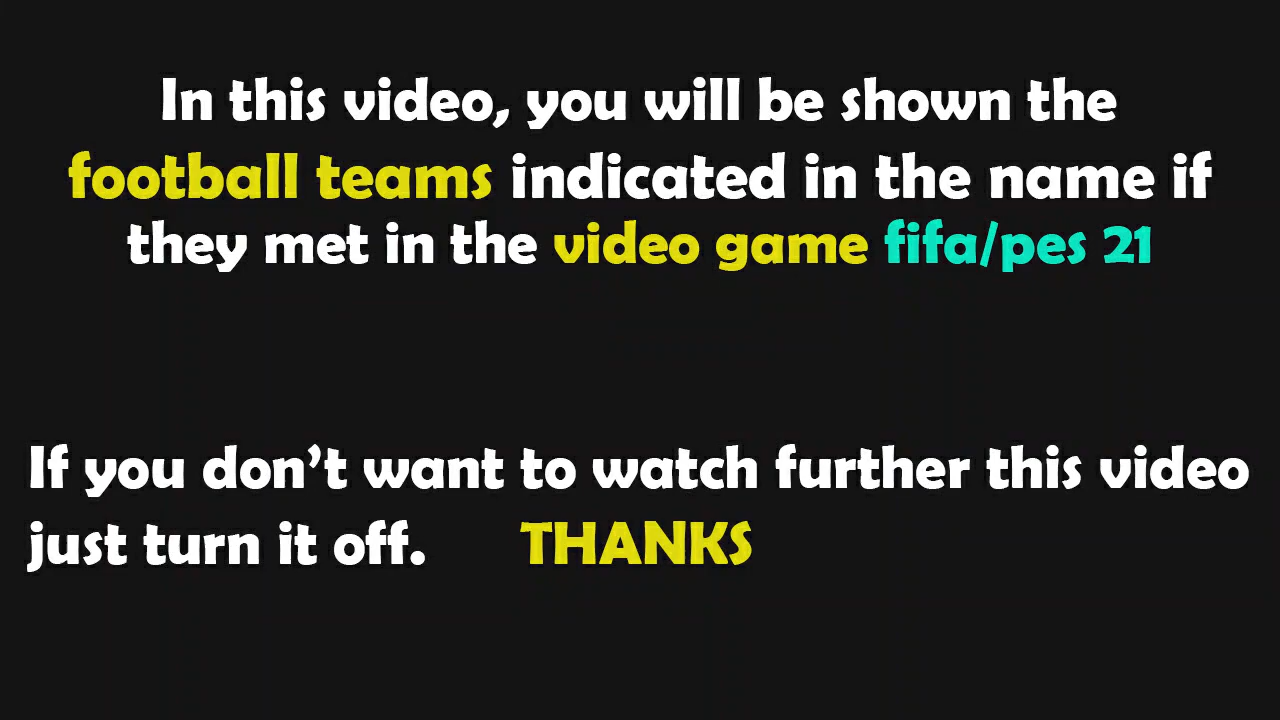 In this video, you will be shown the
football teams indicated in the name if
they met in the video game fifa/pes 21
If you don't want to watch further this video
just turn it off. THANKS